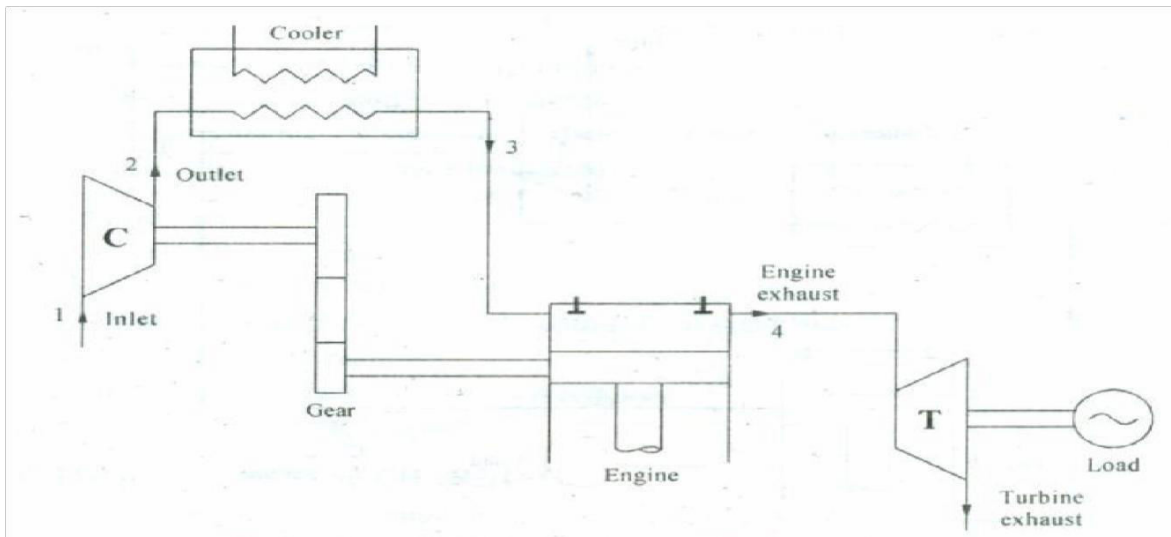 Cooler
2
Outlet
3
C
1
Inlet
Gear
Engine
Engine
exhaust
4
T
Load
Turbine
exhaust